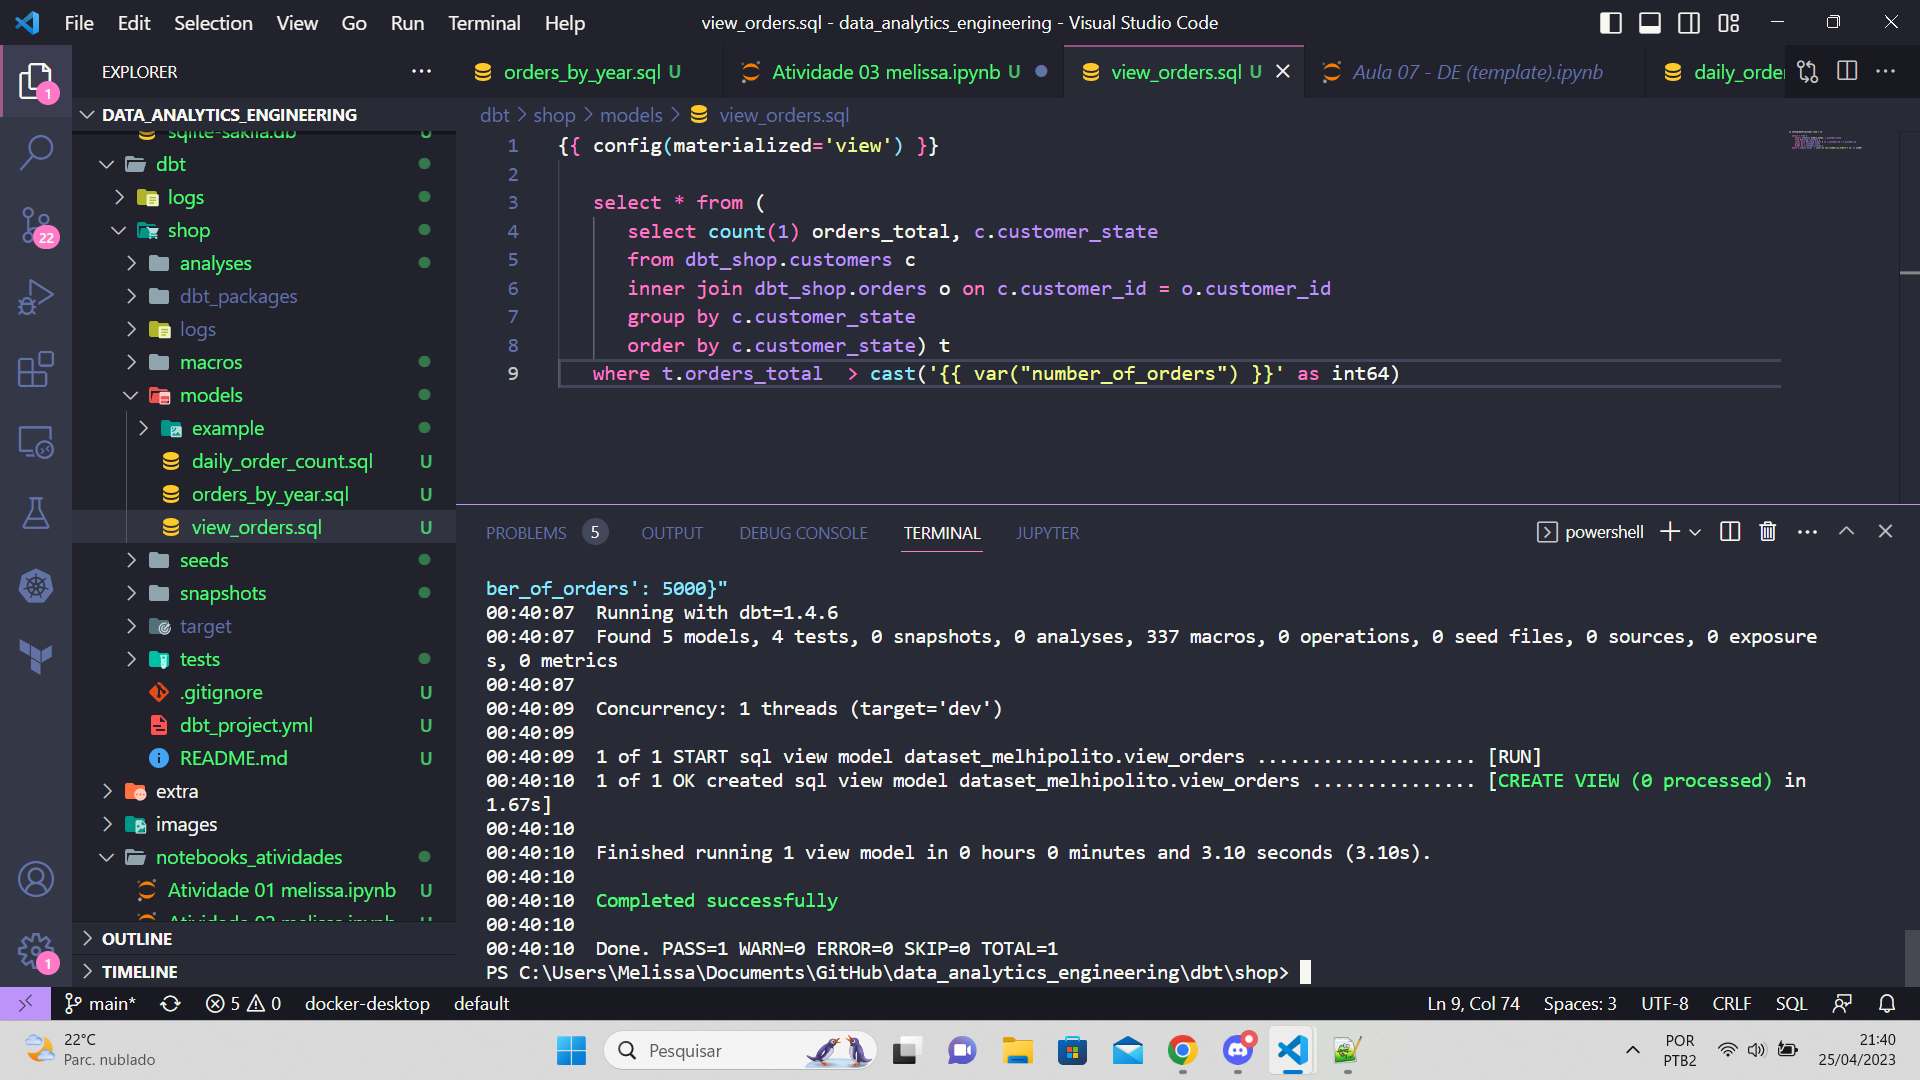 File Edit Selection View Go Run Terminal Help
view_orders.sql - data_analytics_engineering - Visual Studio Code
EXPLORER
orders_by_year.sql U
Atividade 03 melissa.ipynb U
view_orders.sql U
Aula 07 - DE (template).ipynb
daily_order
DATA_ANALYTICS_ENGINEERING
sqlite-sakila.db U
dbt
logs
shop
analyses
dbt_packages
logs
macros
models
example
daily_order_count.sql U
orders_by_year.sql U
view_orders.sql U
seeds
snapshots
target
tests
.gitignore U
dbt_project.yml U
README.md U
extra
images
notebooks_atividades
Atividade 01 melissa.ipynb U
OUTLINE
TIMELINE
1
22
1
dbt > shop > models > view_orders.sql
1 {{ config(materialized='view') }}
2
3 select * from (
4 select count(1) orders_total, c.customer_state
5 from dbt_shop.customers c
6 inner join dbt_shop.orders o on c.customer_id = o.customer_id
7 group by c.customer_state
8 order by c.customer_state) t
9 where t.orders_total  > cast('{{ var("number_of_orders") }}' as int64)
PROBLEMS 5 OUTPUT DEBUG CONSOLE TERMINAL JUPYTER
powershell
ber_of_orders': 5000}"
00:40:07  Running with dbt=1.4.6
00:40:07  Found 5 models, 4 tests, 0 snapshots, 0 analyses, 337 macros, 0 operations, 0 seed files, 0 sources, 0 exposure
s, 0 metrics
00:40:07
00:40:09  Concurrency: 1 threads (target='dev')
00:40:09
00:40:09  1 of 1 START sql view model dataset_melhipolito.view_orders .................... [RUN]
00:40:10  1 of 1 OK created sql view model dataset_melhipolito.view_orders ............... [CREATE VIEW (0 processed) in
1.67s]
00:40:10
00:40:10  Finished running 1 view model in 0 hours 0 minutes and 3.10 seconds (3.10s).
00:40:10
00:40:10  Completed successfully
00:40:10
00:40:10  Done. PASS=1 WARN=0 ERROR=0 SKIP=0 TOTAL=1
PS C:\Users\Melissa\Documents\GitHub\data_analytics_engineering\dbt\shop>
main* 5 0 docker-desktop default
Ln 9, Col 74 Spaces: 3 UTF-8 CRLF SQL
22°C
Parc. nublado
Pesquisar
POR
PTB2
21:40
25/04/2023